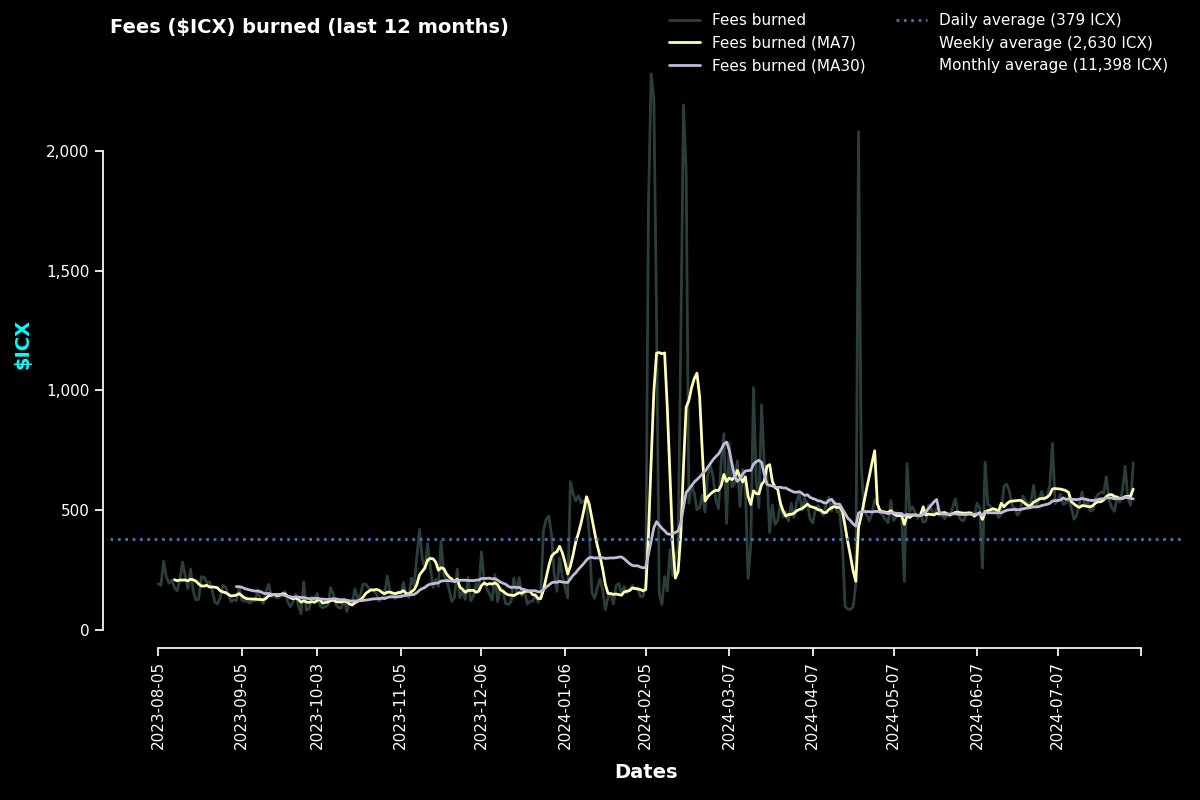 Fees ($ICX) burned (last 12 months)
Fees burned
Fees burned (MA7)
Fees burned (MA30)
Daily average (379 ICX)
Weekly average (2,630 ICX)
Monthly average (11,398 ICX)
$ICX
2,000
1,500
1,000
500
0
2023-08-05
2023-09-05
2023-10-03
2023-11-05
2023-12-06
2024-01-06
2024-02-05
2024-03-07
2024-04-07
2024-05-07
2024-06-07
2024-07-07
Dates